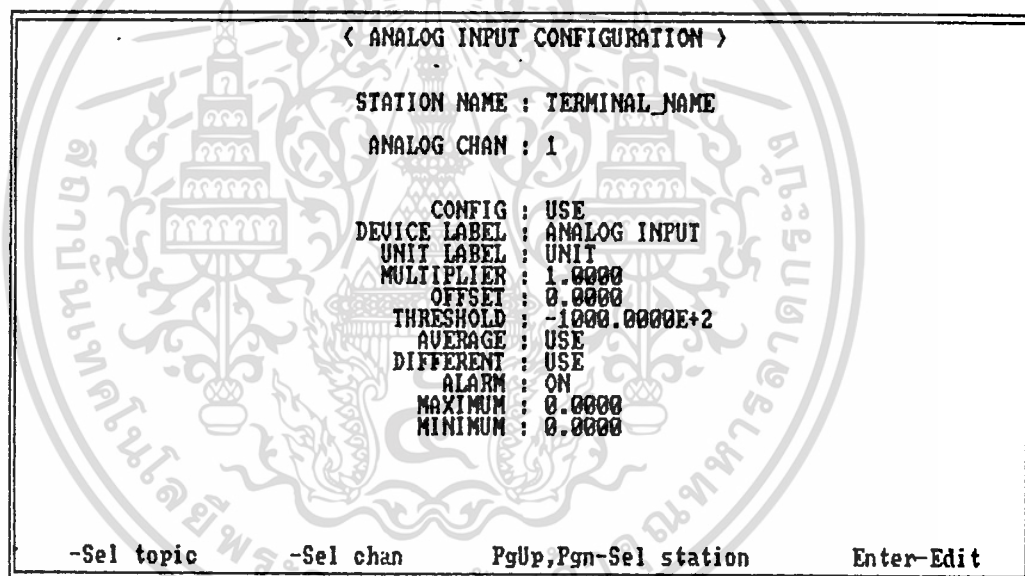 < ANALOG INPUT CONFIGURATION >
STATION NAME : TERMINAL_NAME
ANALOG CHAN : 1
CONFIG : USE
DEVICE LABEL : ANALOG INPUT
UNIT LABEL : UNIT
MULTIPLIER : 1.0000
OFFSET : 0.0000
THRESHOLD : -1000.0000E+2
AVERAGE : USE
DIFFERENT : USE
ALARM : ON
MAXIMUM : 0.0000
MINIMUM : 0.0000
-Sel topic -Sel chan PgUp,Pgn-Sel station Enter-Edit